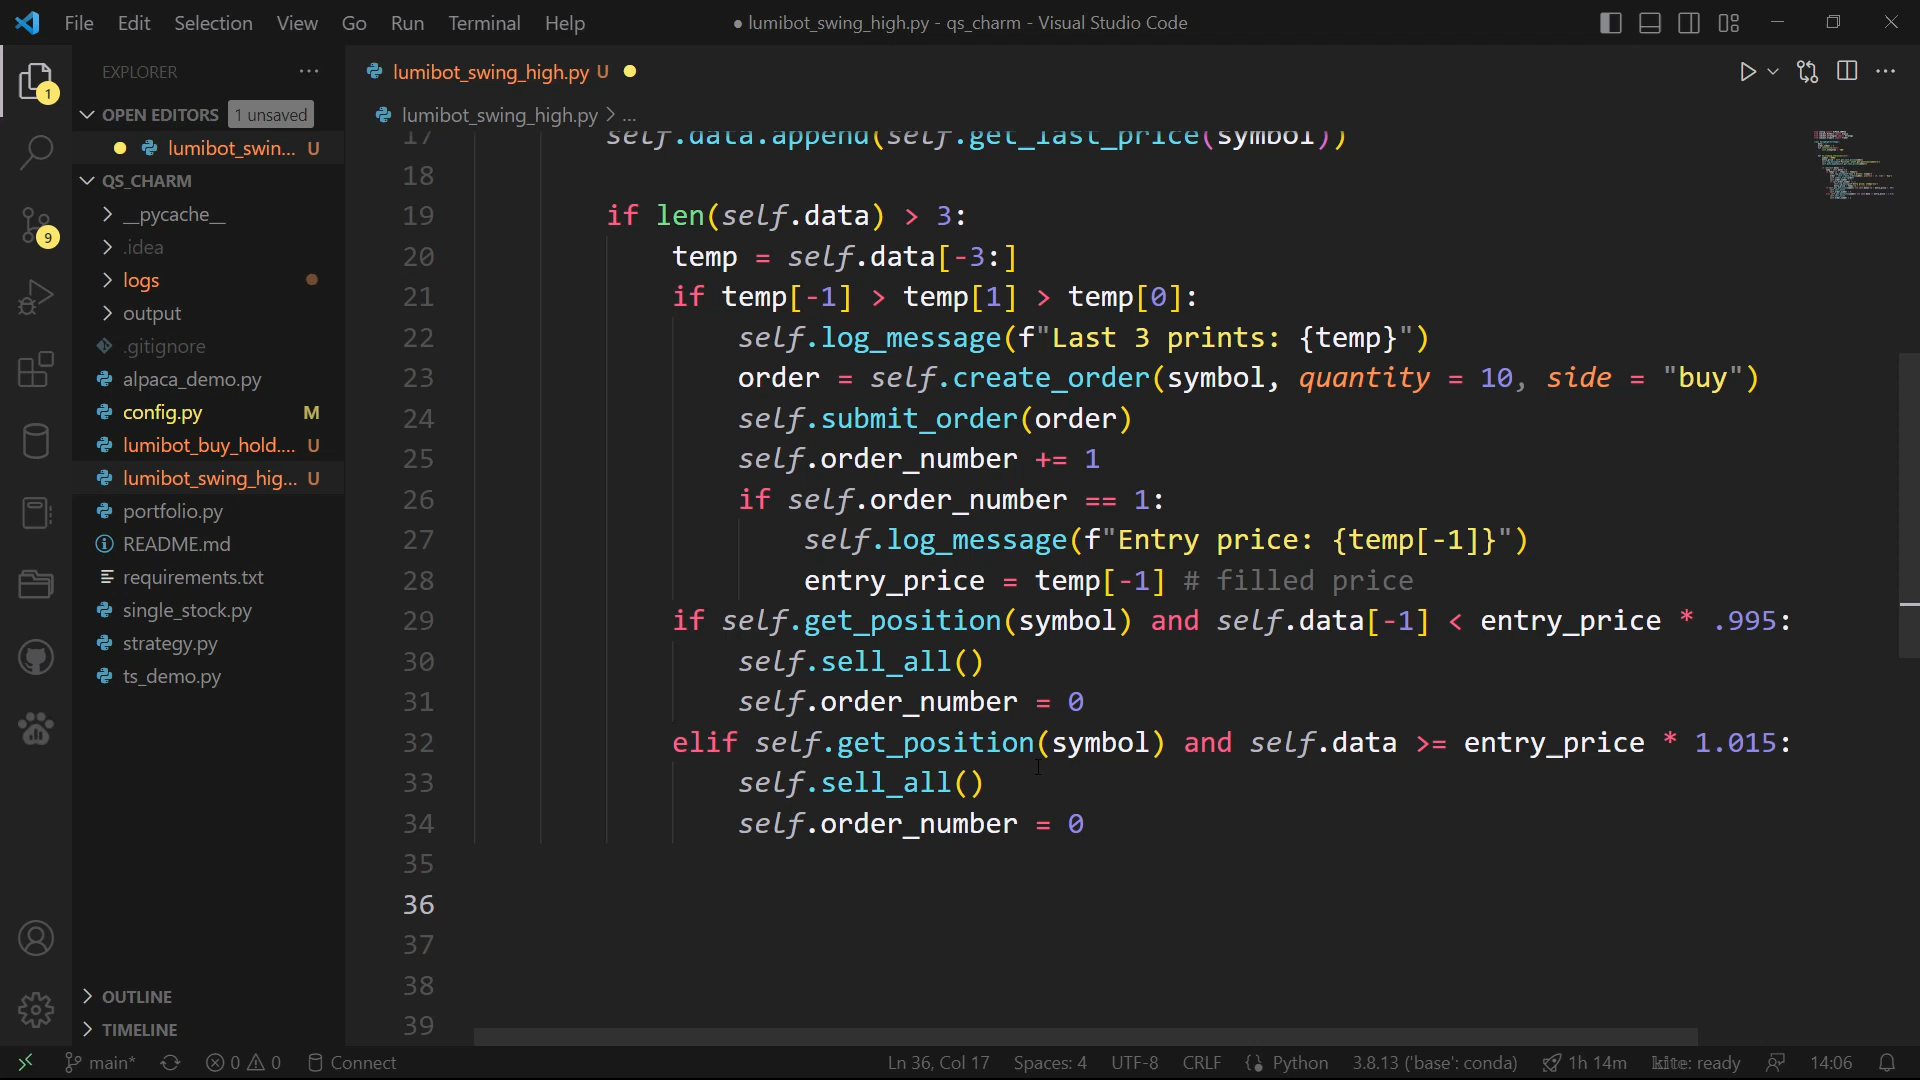 File Edit Selection View Go Run Terminal Help
● lumibot_swing_high.py - qs_charm - Visual Studio Code
EXPLORER ...
1
OPEN EDITORS 1 unsaved
lumibot_swin... U
QS_CHARM
__pycache__
.idea
logs
output
.gitignore
alpaca_demo.py
config.py M
lumibot_buy_hold.... U
lumibot_swing_hig... U
portfolio.py
README.md
requirements.txt
single_stock.py
strategy.py
ts_demo.py
OUTLINE
TIMELINE
9
lumibot_swing_high.py U
lumibot_swing_high.py > ...
17 self.data.append(self.get_last_price(symbol))
18
19 if len(self.data) > 3:
20 temp = self.data[-3:]
21 if temp[-1] > temp[1] > temp[0]:
22 self.log_message(f"Last 3 prints: {temp}")
23 order = self.create_order(symbol, quantity = 10, side = "buy")
24 self.submit_order(order)
25 self.order_number += 1
26 if self.order_number == 1:
27 self.log_message(f"Entry price: {temp[-1]}")
28 entry_price = temp[-1] # filled price
29 if self.get_position(symbol) and self.data[-1] < entry_price * .995:
30 self.sell_all()
31 self.order_number = 0
32 elif self.get_position(symbol) and self.data >= entry_price * 1.015:
33 self.sell_all()
34 self.order_number = 0
35
36
37
38
39
main* 0 0 Connect Ln 36, Col 17 Spaces: 4 UTF-8 CRLF Python 3.8.13 ('base': conda) 1h 14m kite: ready 14:06